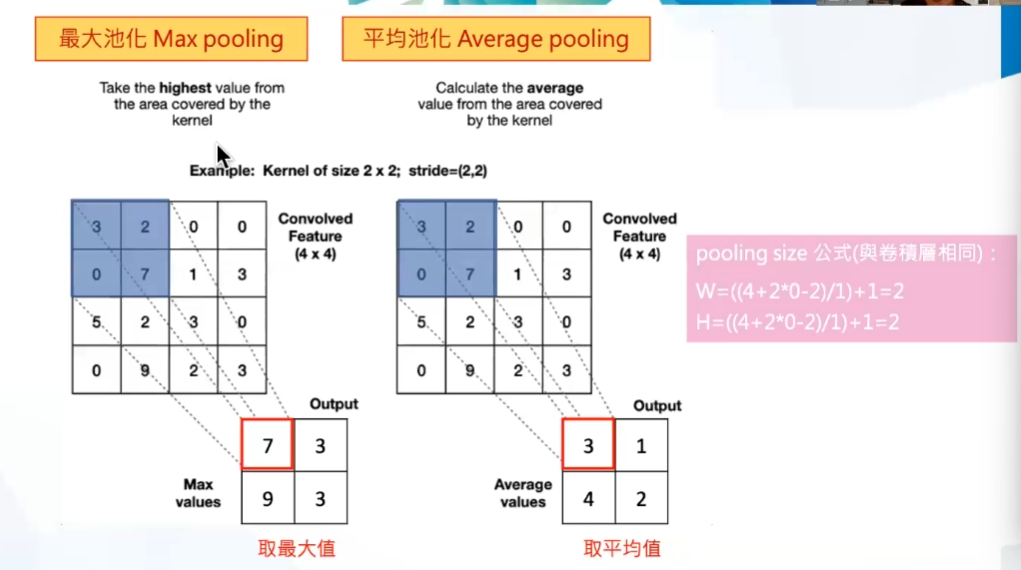 最大池化 Max pooling
平均池化 Average pooling
Take the highest value from
the area covered by the
kernel
Calculate the average
value from the area covered
by the kernel
Example: Kernel of size 2 x 2; stride=(2,2)
3 2 0 0
0 7 1 3
5 2 3 0
0 9 2 3
Convolved
Feature
(4 x 4)
Output
7 3
9 3
Max
values
取最大值
3 2 0 0
0 7 1 3
5 2 3 0
0 9 2 3
Convolved
Feature
(4 x 4)
Output
3 1
4 2
Average
values
取平均值
pooling size 公式(與卷積層相同)：
W=((4+2*0-2)/1)+1=2
H=((4+2*0-2)/1)+1=2